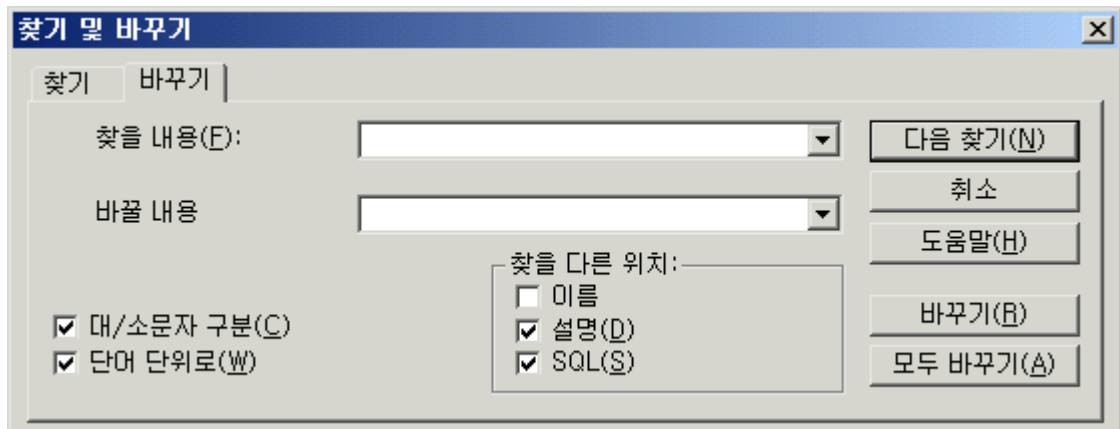 찾기 및 바꾸기
찾기
바꾸기
찾을 내용(F):
다음 찾기(N)
취소
바꿀 내용
도움말(H)
찾을 다른 위치:
이름
설명(D)
SQL(S)
대/소문자 구분(C)
단어 단위로(W)
바꾸기(R)
모두 바꾸기(A)